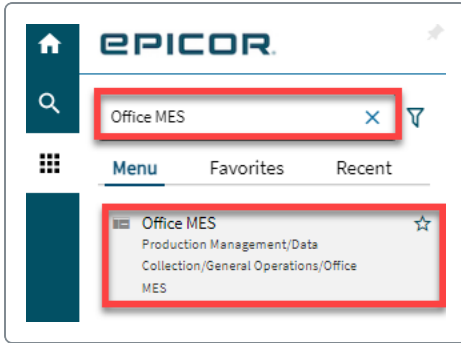 EPICOR
Office MES
Menu Favorites Recent
Office MES
Production Management/Data
Collection/General Operations/Office
MES